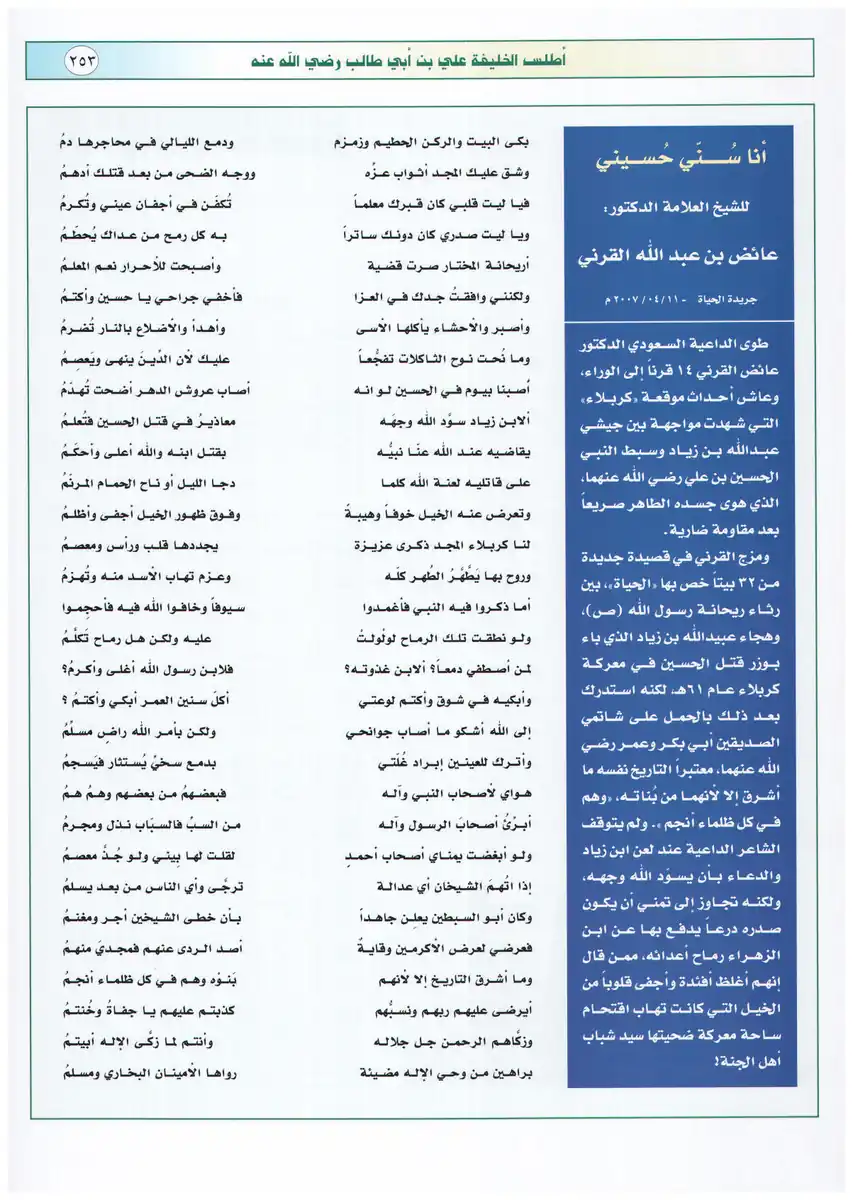 أطلس الخليفة علي بن أبي طالب رضي الله عنه
٢٥٣
أنا سُـنّي حُسيني
للشيخ العلامة الدكتور:
عائض بن عبد الله القرني
جريدة الحياة - ٢٠٠٧/٠٤/١١ م
طوى الداعية السعودي الدكتور
عائض القرني ١٤ قرناً إلى الوراء،
وعاش أحداث موقعة «كربلاء»
التي شهدت مواجهة بين جيشي
عبدالله بن زياد وسبط النبي
الحسين بن علي رضي الله عنهما،
الذي هوى جسده الطاهر صريعاً
بعد مقاومة ضارية.
ومزج القرني في قصيدة جديدة
من ٣٢ بيتاً خص بها «الحياة»، بين
رثاء ريحانة رسول الله (ص)،
وهجاء عبيدالله بن زياد الذي باء
بوزر قتل الحسين في معركة
كربلاء عام ٦١هـ، لكنه استدرك
بعد ذلك بالحمل على شاتمي
الصديقين أبي بكر وعمر رضي
الله عنهما، معتبراً التاريخ نفسه ما
أشرق إلا لأنهما من بُناته، «وهم
في كل ظلماء أنجم». ولم يتوقف
الشاعر الداعية عند لعن ابن زياد
والدعاء بأن يسوّد الله وجهه،
ولكنه تجاوز إلى تمني أن يكون
صدره درعاً يدفع بها عن ابن
الزهراء رماح أعدائه، ممن قال
إنهم أغلظ أفئدة وأجفى قلوباً من
الخيل التي كانت تهاب اقتحام
ساحة معركة ضحيتها سيد شباب
أهل الجنة!
بكى البيت والركن الحطيم وزمزم ودمع الليالي في محاجرها دمُ
وشق عليك المجد أثواب عزّه ووجه الضحى من بعد قتلك أدهمُ
فيا ليت قلبي كان قبرك معلماً تُكفّن في أجفان عيني وتُكرمُ
ويا ليت صدري كان دونك ساتراً به كل رمح من عداك يُحطّمُ
أريحانة المختار صرت قضية وأصبحت للأحرار نعم المعلمُ
ولكنني وافقتُ جدك في العزا فأخفي جراحي يا حسين وأكتمُ
وأصبر والأحشاء يأكلها الأسى وأهدأ والأضلاع بالنار تُضرمُ
وما نُحت نوح الثاكلات تفجُّعاً عليك لأن الدِّينَ ينهى ويَعصِمُ
أُصبنا بيوم في الحسين لو انه أصاب عروش الدهر أضحت تُهدّمُ
ألابن زياد سوَّد الله وجهَه معاذيرُ في قتل الحسين فتُعلمُ
يقاضيه عند الله عنّا نبيُّه بقتل ابنه والله أعلى وأحكَمُ
على قاتليه لعنة الله كلما دجا الليل أو ناح الحمام المرنّمُ
وتعرض عنه الخيل خوفاً وهيبةً وفوق ظهور الخيل أجفى وأظلمُ
لنا كربلاء المجد ذكرى عزيزة يجددها قلب ورأس ومعصمُ
وروح بها يَطَّهَّرُ الطُهر كلّه وعزم تهاب الأسد منه وتُهزمُ
أما ذكروا فيه النبي فأغمدوا سيوفاً وخافوا الله فيه فأحجِموا
ولو نطقت تلك الرماح لولولتْ عليه ولكن هل رماح تَكلَّمُ
لمن أصطفي دمعاً؟ ألابن غذوته؟ فلابن رسول الله أغلى وأكرمُ؟
وأبكيه في شوق وأكتم لوعتي أكلّ سنين العمر أبكي وأكتمُ ؟
إلى الله أشكو ما أصاب جوانحي ولكن بأمر الله راضٍ مسلّمُ
وأترك للعينين إبراد غُلّتي بدمع سخيٍّ يُستثار فيَسجمُ
هواي لأصحاب النبي وآله فبعضهمُ من بعضهم وهمُ همُ
أبرّئُ أصحابَ الرسول وآله من السبِّ فالسبّاب نذل ومجرمُ
ولو أبغضت يمناي أصحاب أحمدٍ لقلت لها بِيني ولو جُذَّ معصمُ
إذا اتُهمَ الشيخان أي عدالة ترجَّى وأي الناس من بعد يسلمُ
وكان أبو السبطين يعلِن جاهداً بأن خطى الشيخين أجر ومغنمُ
فعرضي لعرض الأكرمين وقايةٌ أصد الردى عنهم فمجديَ منهمُ
وما أشرق التاريخ إلا لأنهم بَنَوْه وهم في كل ظلماء أنجمُ
أيرضى عليهم ربهم ونسبُّهم كذبتم عليهم يا جفاةُ وخُنتمُ
وزكّاهم الرحمن جل جلاله وأنتم لما زكَّى الإله أبيتمُ
براهين من وحي الإله مضيئة رواها الأمينان البخاري ومسلمُ